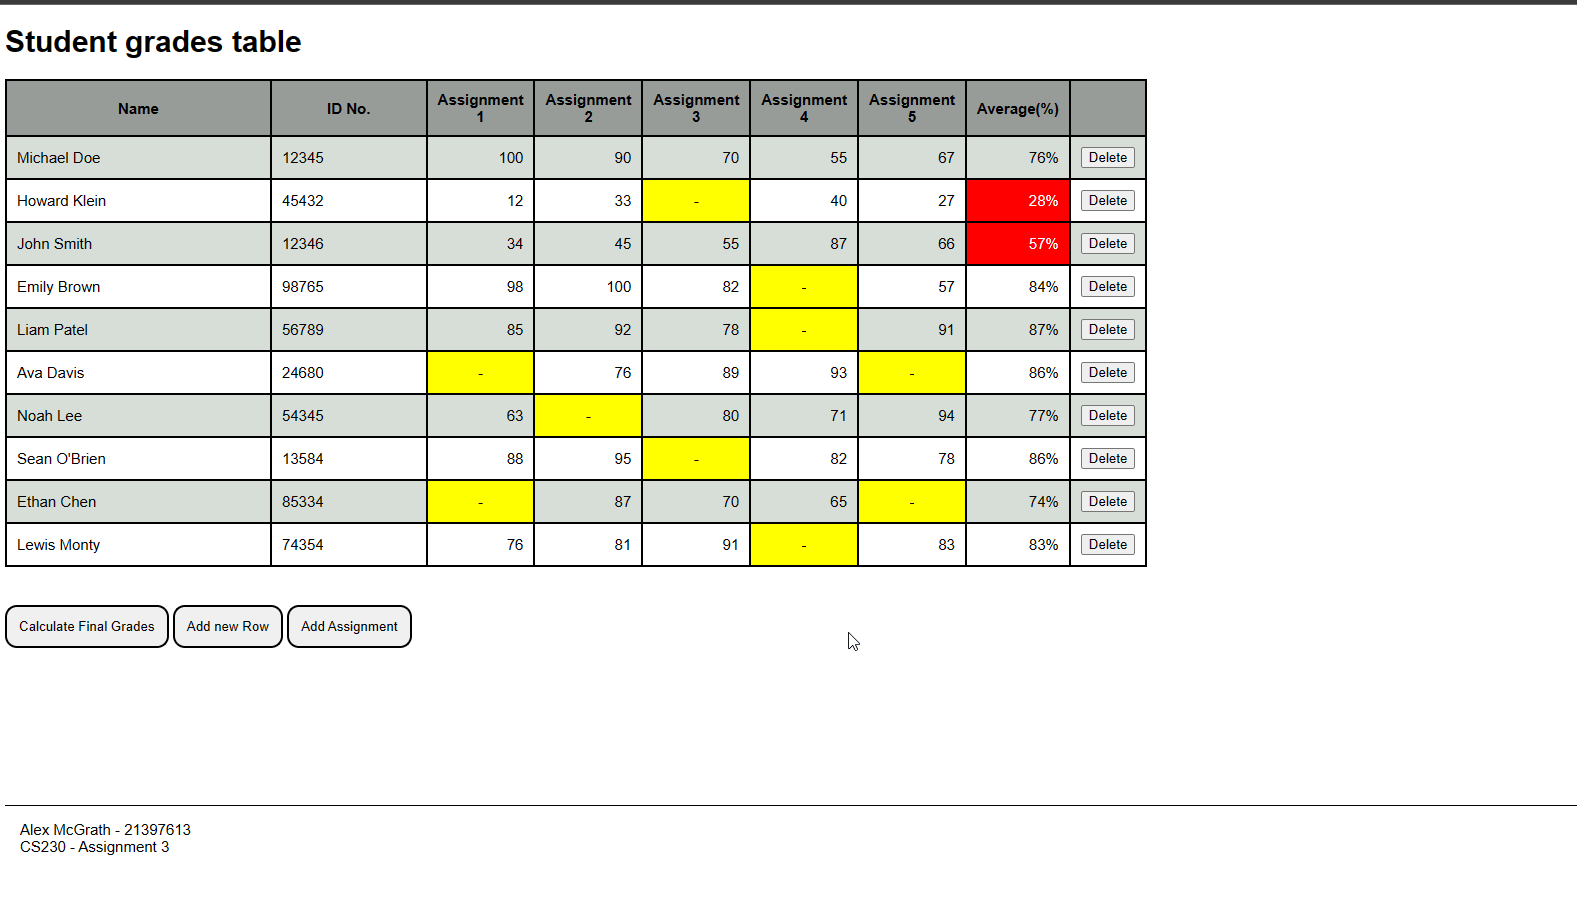 Student grades table
Name ID No. Assignment 1 Assignment 2 Assignment 3 Assignment 4 Assignment 5 Average(%)
Michael Doe 12345 100 90 70 55 67 76% Delete
Howard Klein 45432 12 33 - 40 27 28% Delete
John Smith 12346 34 45 55 87 66 57% Delete
Emily Brown 98765 98 100 82 - 57 84% Delete
Liam Patel 56789 85 92 78 - 91 87% Delete
Ava Davis 24680 - 76 89 93 - 86% Delete
Noah Lee 54345 63 - 80 71 94 77% Delete
Sean O'Brien 13584 88 95 - 82 78 86% Delete
Ethan Chen 85334 - 87 70 65 - 74% Delete
Lewis Monty 74354 76 81 91 - 83 83% Delete
Calculate Final Grades Add new Row Add Assignment
Alex McGrath - 21397613
CS230 - Assignment 3